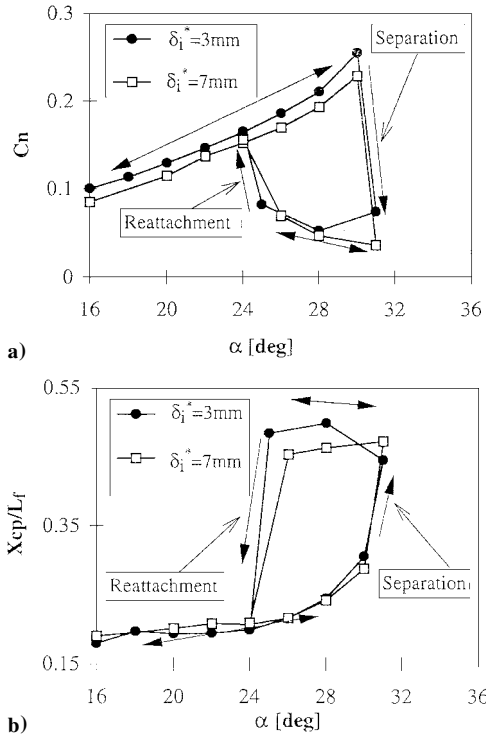 δi*=3mm
δi*=7mm
Separation
Reattachment
Cn
0.3
0.2
0.1
0
16 20 24 28 32 36
α [deg]
a)
δi*=3mm
δi*=7mm
Reattachment
Separation
Xcp/Lf
0.55
0.35
0.15
16 20 24 28 32 36
α [deg]
b)